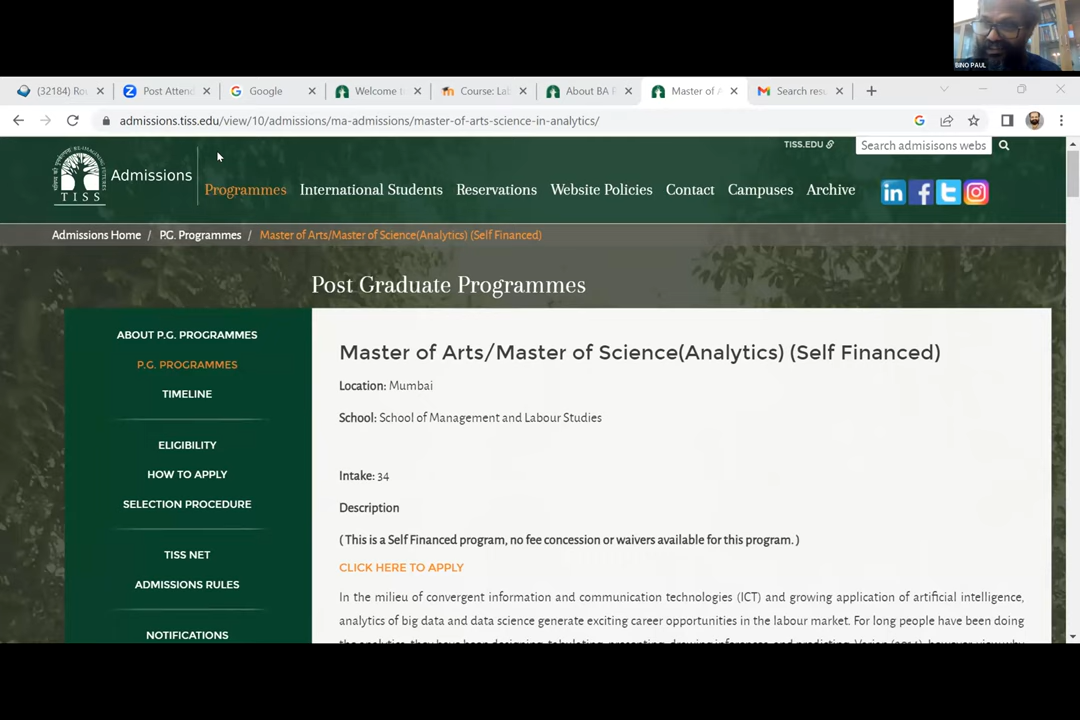 BINO PAUL
(32184) Ro
Post Attend
Google
Welcome t
Course: La
About BA
Master of
Search resu
admissions.tiss.edu/view/10/admissions/ma-admissions/master-of-arts-science-in-analytics/
TISS.EDU
Search admisisons webs
RE-IMAGINING FUTURES
TISS
Admissions
Programmes
International Students
Reservations
Website Policies
Contact
Campuses
Archive
Admissions Home / P.G. Programmes / Master of Arts/Master of Science(Analytics) (Self Financed)
Post Graduate Programmes
ABOUT P.G. PROGRAMMES
P.G. PROGRAMMES
TIMELINE
ELIGIBILITY
HOW TO APPLY
SELECTION PROCEDURE
TISS NET
ADMISSIONS RULES
NOTIFICATIONS
Master of Arts/Master of Science(Analytics) (Self Financed)
Location: Mumbai
School: School of Management and Labour Studies
Intake: 34
Description
( This is a Self Financed program, no fee concession or waivers available for this program. )
CLICK HERE TO APPLY
In the milieu of convergent information and communication technologies (ICT) and growing application of artificial intelligence,
analytics of big data and data science generate exciting career opportunities in the labour market. For long people have been doing